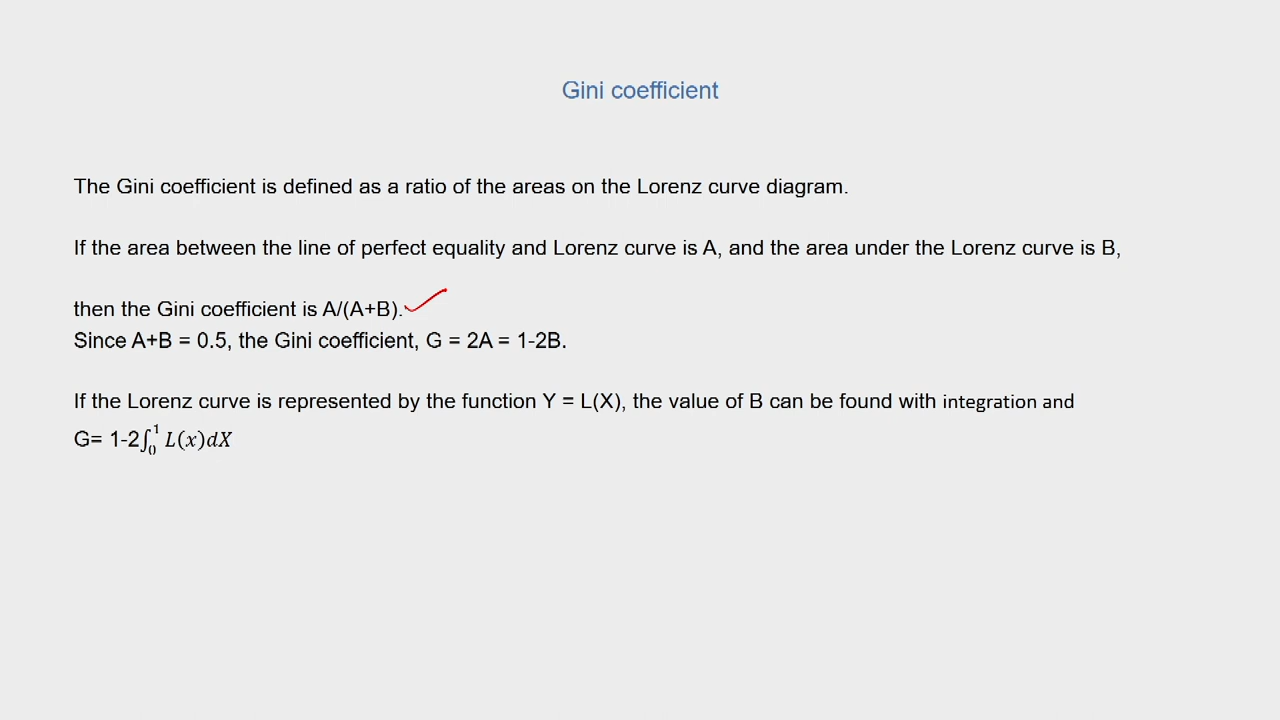 Gini coefficient
The Gini coefficient is defined as a ratio of the areas on the Lorenz curve diagram.
If the area between the line of perfect equality and Lorenz curve is A, and the area under the Lorenz curve is B,
then the Gini coefficient is A/(A+B).
Since A+B = 0.5, the Gini coefficient, G = 2A = 1-2B.
If the Lorenz curve is represented by the function Y = L(X), the value of B can be found with integration and
G= 1-2∫₀¹ L(x)dX